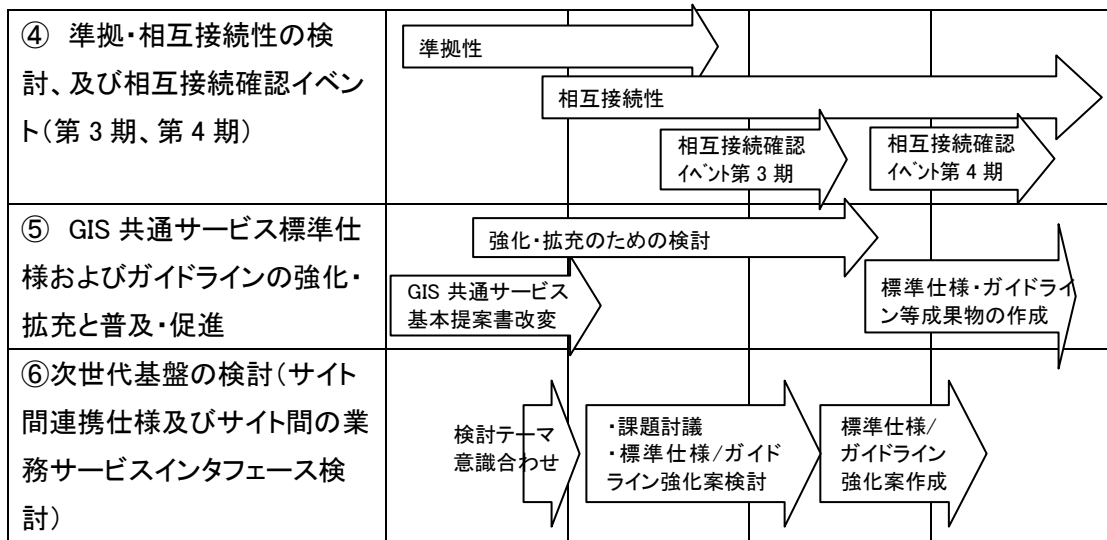 ④　準拠・相互接続性の検
討、及び相互接続確認イベン
ト（第 3 期、第 4 期）
準拠性
相互接続性
相互接続確認
ｲﾍﾞﾝﾄ第 3 期
相互接続確認
ｲﾍﾞﾝﾄ第 4 期
⑤　GIS 共通サービス標準仕
様およびガイドラインの強化・
拡充と普及・促進
強化・拡充のための検討
GIS 共通サービス
基本提案書改変
標準仕様・ガイドライ
ン等成果物の作成
⑥次世代基盤の検討（サイト
間連携仕様及びサイト間の業
務サービスインタフェース検
討）
検討テーマ
意識合わせ
・課題討議
・標準仕様/ガイド
ライン強化案検討
標準仕様/
ガイドライン
強化案作成